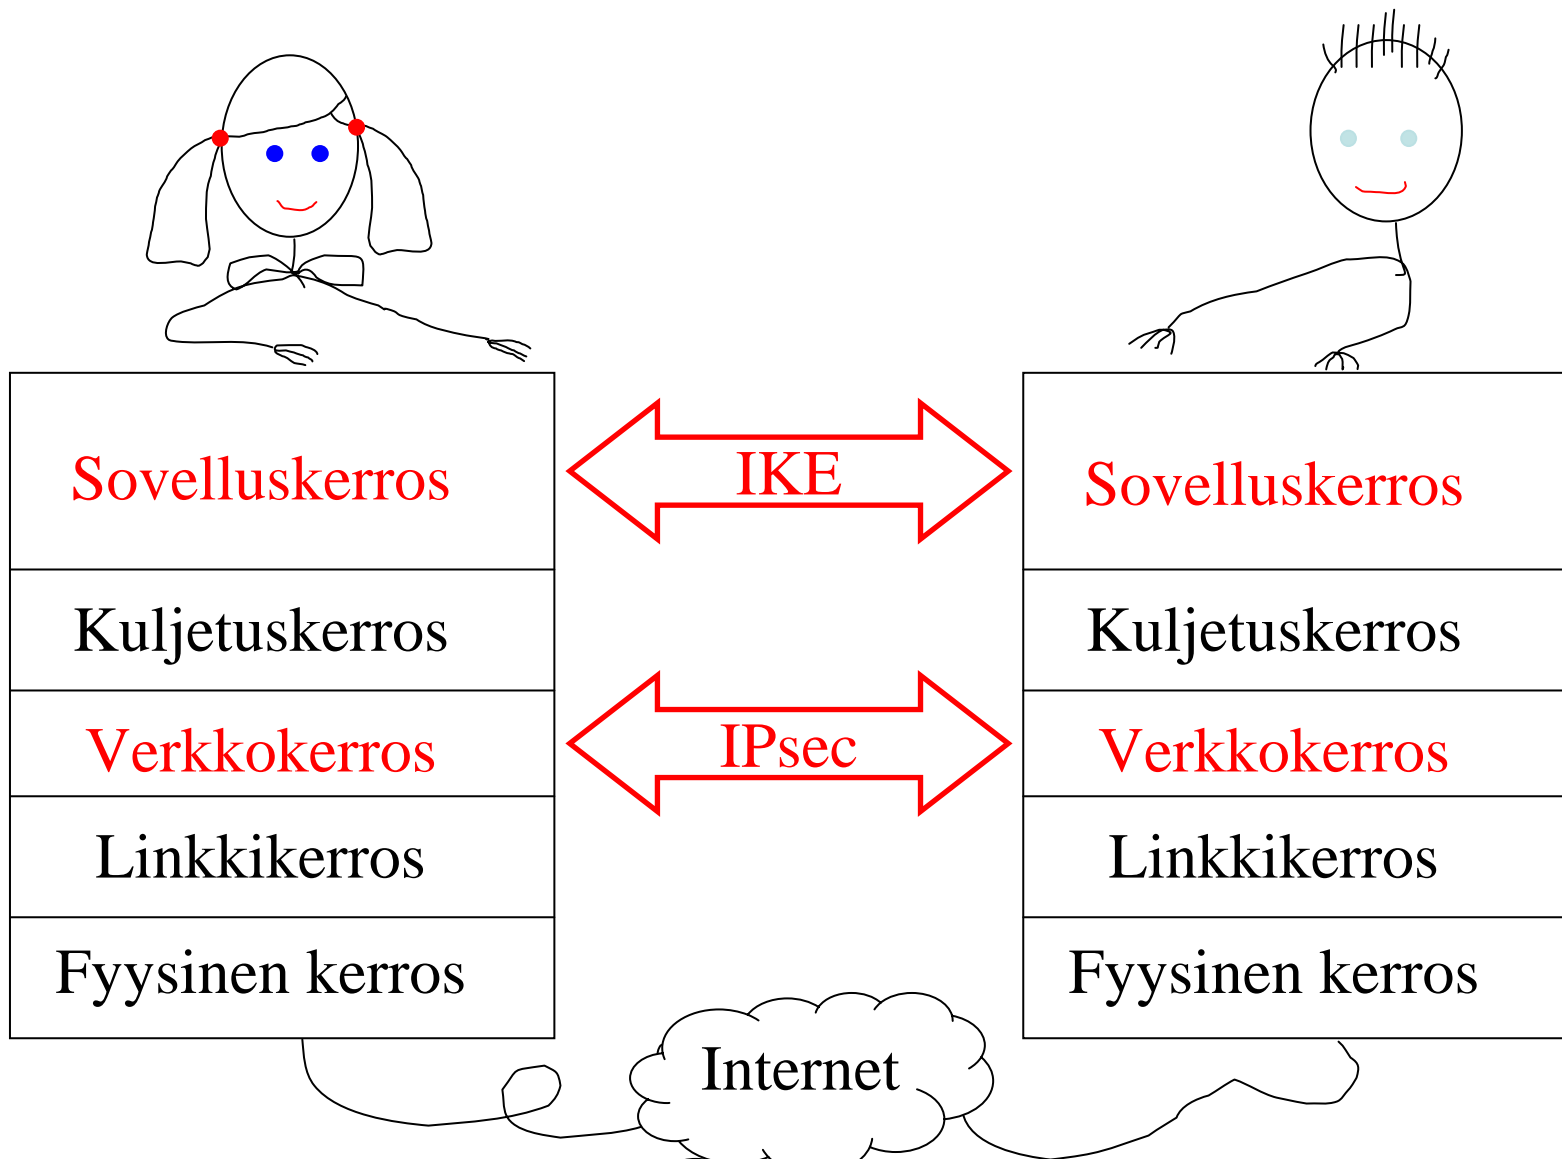 Sovelluskerros
Kuljetuskerros
Verkkokerros
Linkkikerros
Fyysinen kerros
IKE
IPsec
Internet
Sovelluskerros
Kuljetuskerros
Verkkokerros
Linkkikerros
Fyysinen kerros